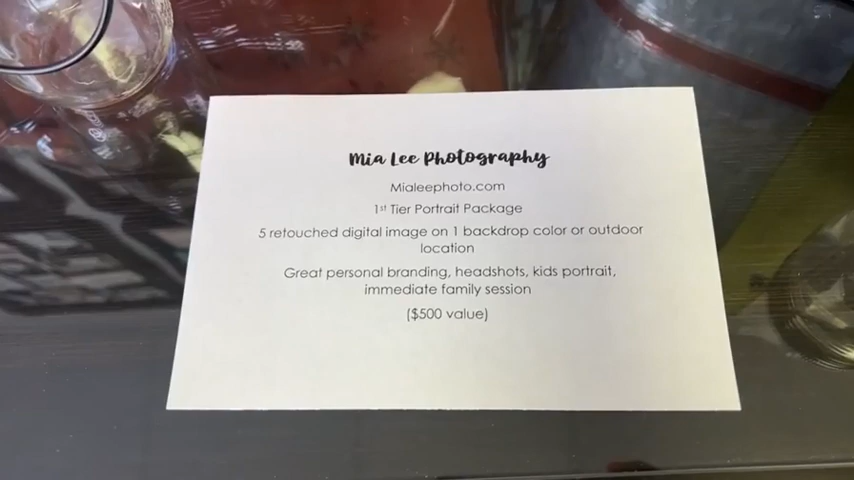 Mia Lee Photography
Mialeephoto.com
1st Tier Portrait Package
5 retouched digital image on 1 backdrop color or outdoor
location
Great personal branding, headshots, kids portrait,
immediate family session
($500 value)